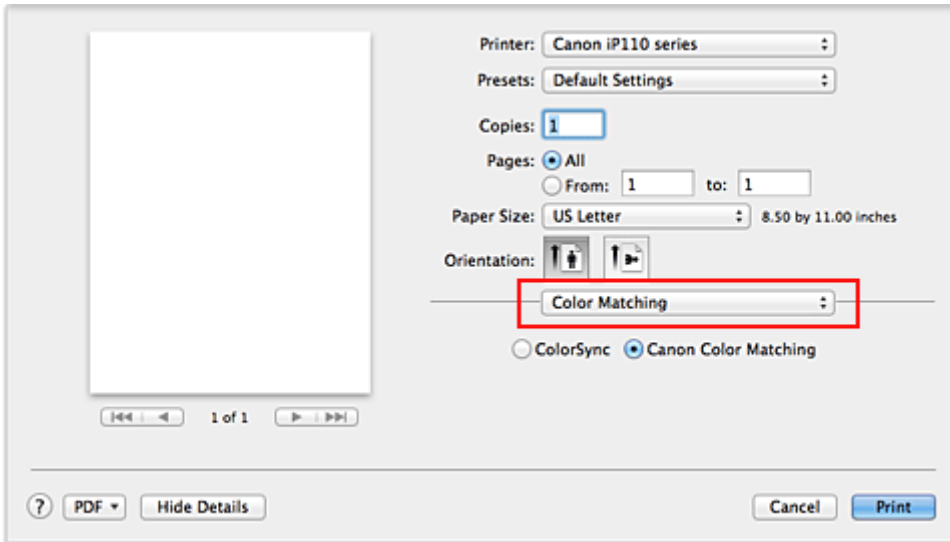 Printer: Canon iP110 series
Presets: Default Settings
Copies: 1
Pages: All
From: 1 to: 1
Paper Size: US Letter 8.50 by 11.00 inches
Orientation:
Color Matching
ColorSync Canon Color Matching
1 of 1
? PDF Hide Details Cancel Print